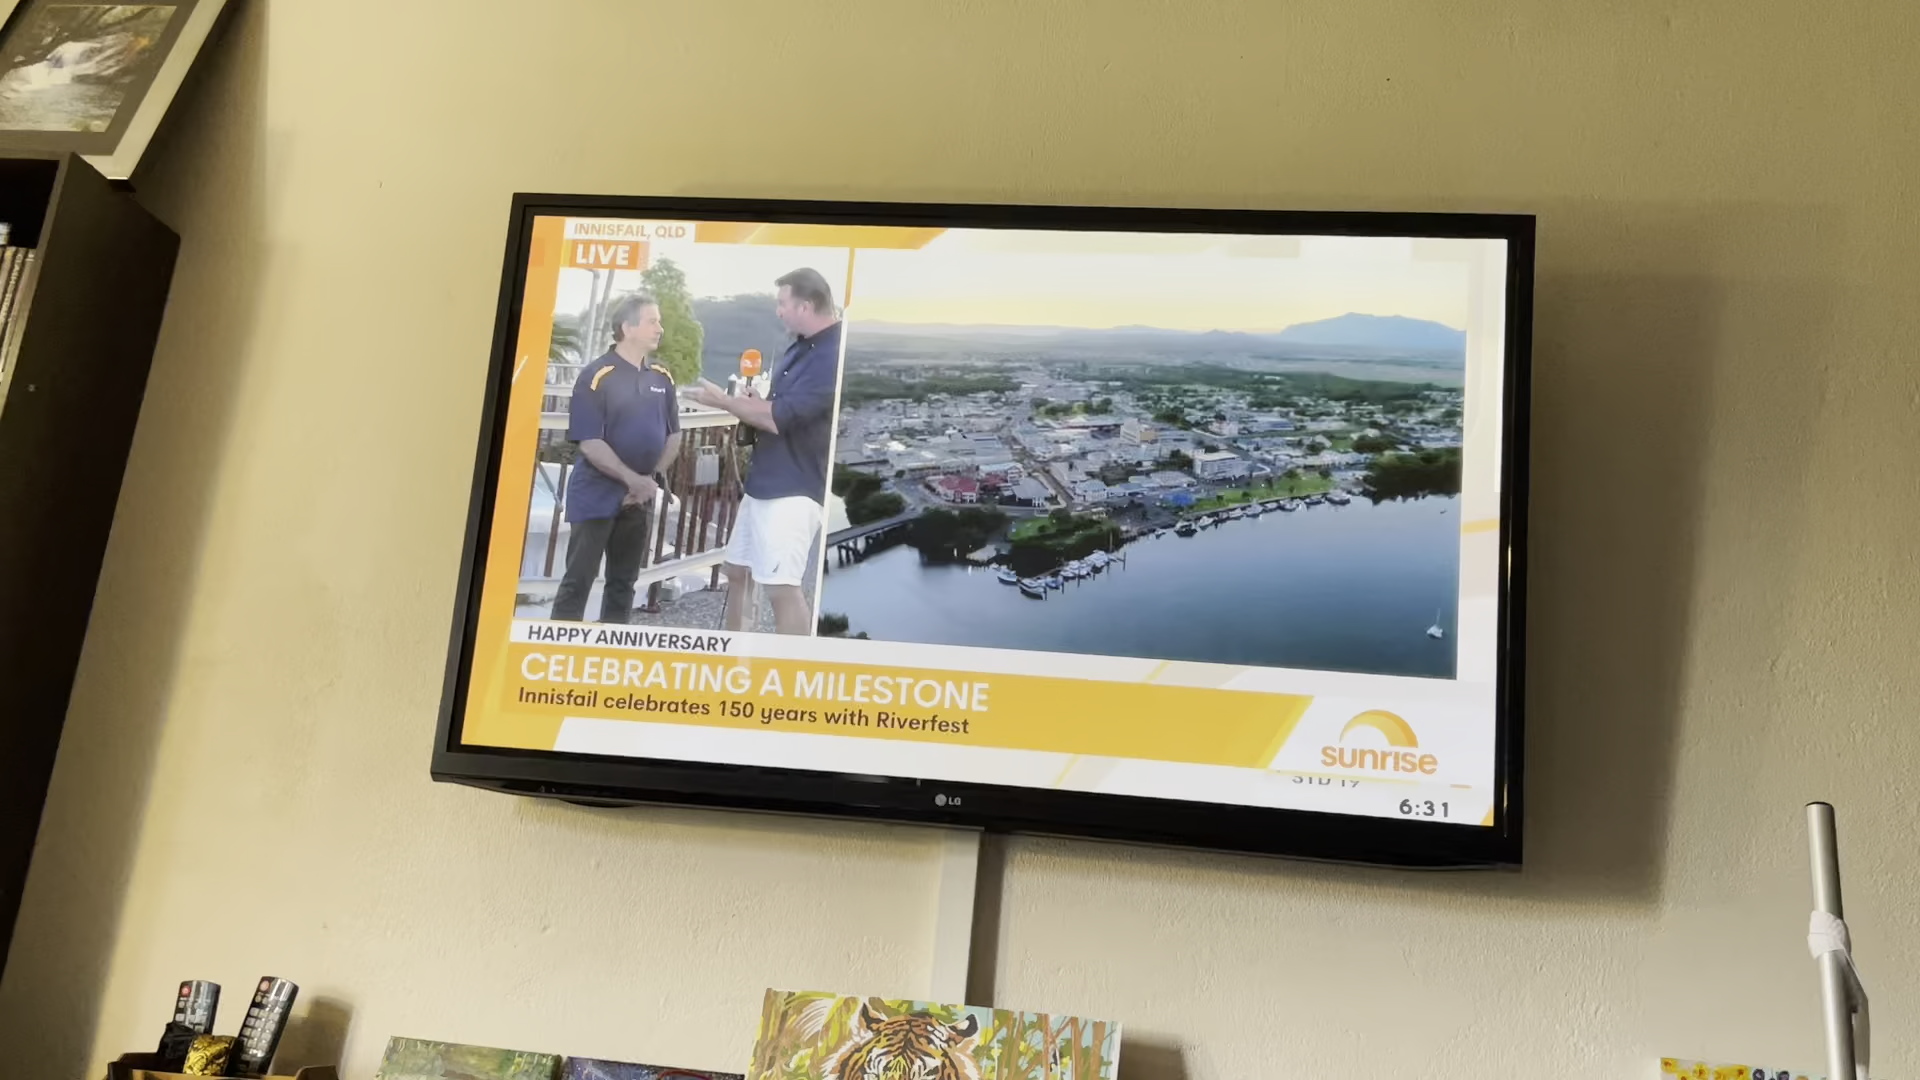 INNISFAIL, QLD
LIVE
HAPPY ANNIVERSARY
CELEBRATING A MILESTONE
Innisfail celebrates 150 years with Riverfest
sunrise
6:31
LG